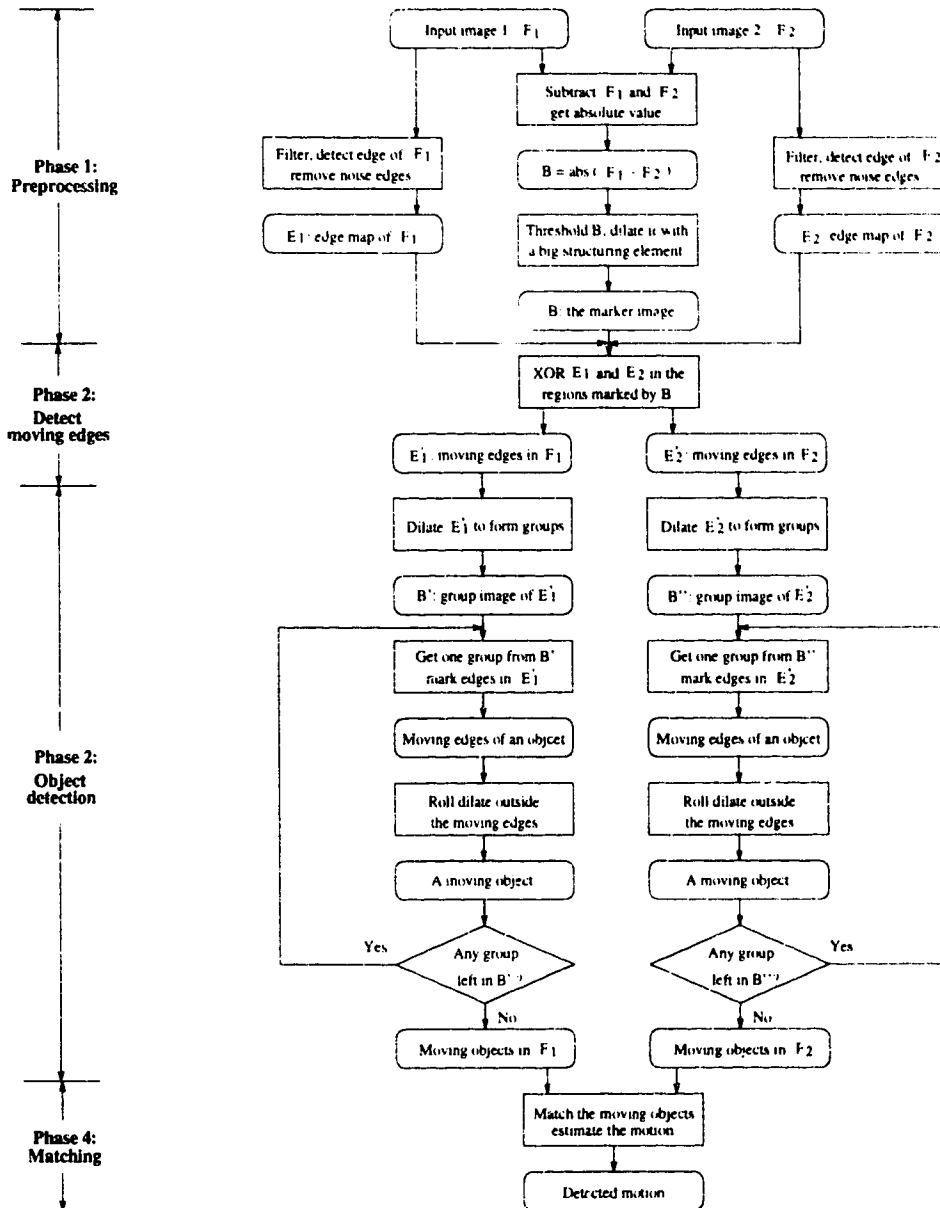 Input image 1 F1
Input image 2 F2
Subtract F1 and F2
get absolute value
Phase 1:
Preprocessing
Filter, detect edge of F1
remove noise edges
B = abs ( F1 - F2 )
Filter, detect edge of F2
remove noise edges
E1: edge map of F1
Threshold B, dilate it with
a big structuring element
E2: edge map of F2
B: the marker image
XOR E1 and E2 in the
regions marked by B
Phase 2:
Detect
moving edges
E'1: moving edges in F1
E'2: moving edges in F2
Dilate E'1 to form groups
Dilate E'2 to form groups
B': group image of E'1
B'': group image of E'2
Get one group from B'
mark edges in E'1
Get one group from B''
mark edges in E'2
Moving edges of an objcet
Moving edges of an objcet
Phase 2:
Object
detection
Roll dilate outside
the moving edges
Roll dilate outside
the moving edges
A moving object
A moving object
Yes
Any group
left in B'?
Any group
left in B''?
Yes
No
No
Moving objects in F1
Moving objects in F2
Phase 4:
Matching
Match the moving objects
estimate the motion
Detected motion